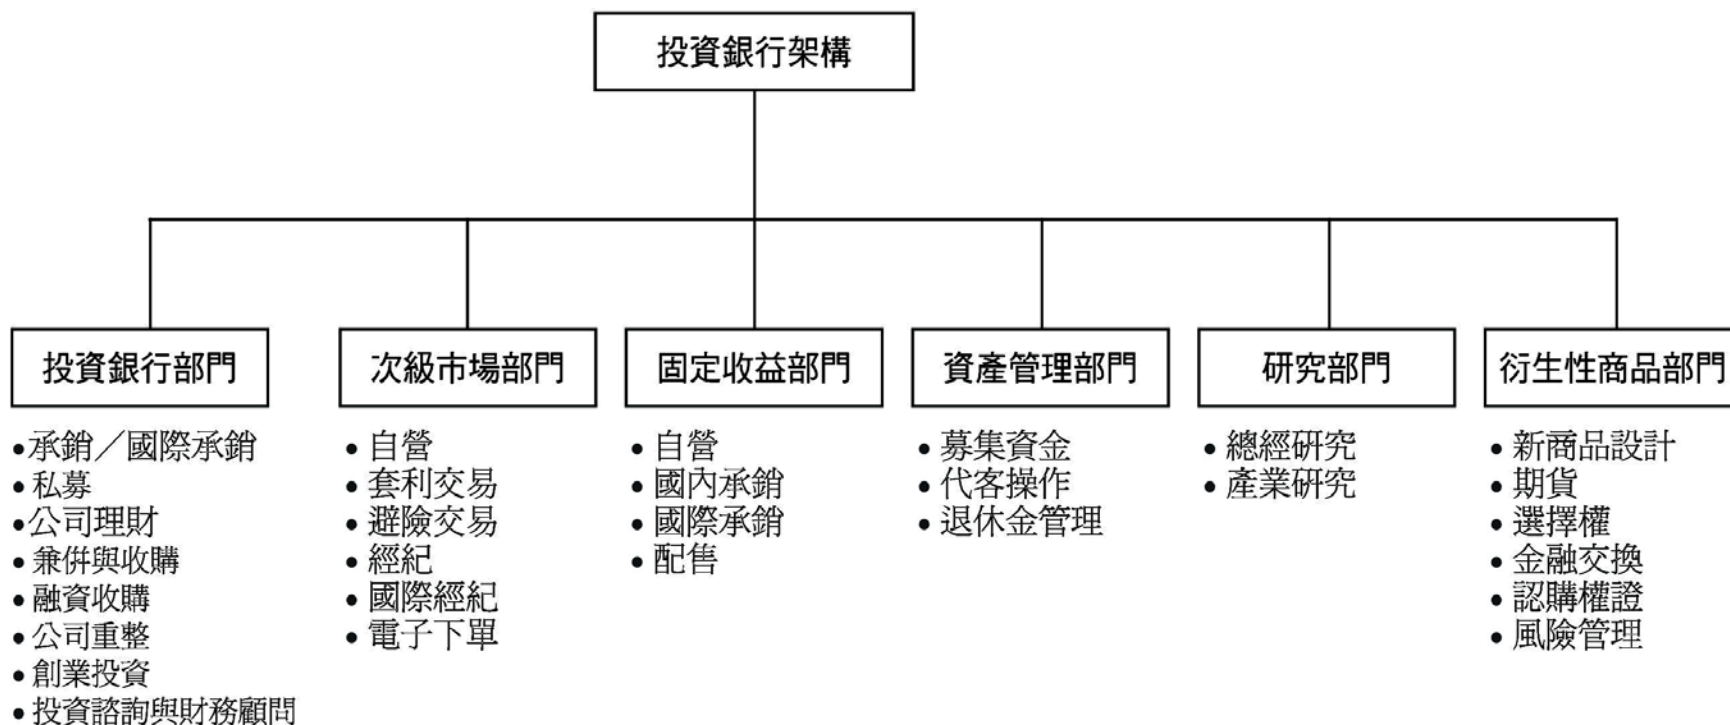 投資銀行架構
投資銀行部門
•承銷／國際承銷
•私募
•公司理財
•兼併與收購
•融資收購
•公司重整
•創業投資
•投資諮詢與財務顧問
次級市場部門
•自營
•套利交易
•避險交易
•經紀
•國際經紀
•電子下單
固定收益部門
•自營
•國內承銷
•國際承銷
•配售
資產管理部門
•募集資金
•代客操作
•退休金管理
研究部門
•總經研究
•產業研究
衍生性商品部門
•新商品設計
•期貨
•選擇權
•金融交換
•認購權證
•風險管理